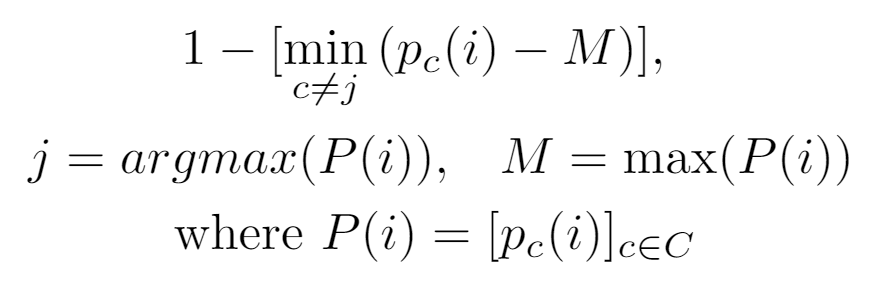 1 − [min_{c≠j} (p_c(i) − M)],
j = argmax(P(i)), M = max(P(i))
where P(i) = [p_c(i)]_{c∈C}